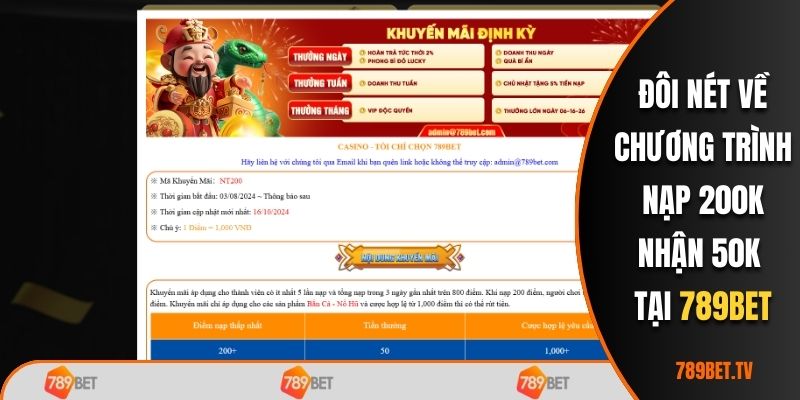 KHUYẾN MÃI ĐỊNH KỲ
THƯỞNG NGÀY
HOÀN TRẢ TỨC THỜI 2%
PHONG BÌ ĐỎ LUCKY
DOANH THU NGÀY
QUÀ BÍ ẨN
THƯỞNG TUẦN
DOANH THU TUẦN
CHỦ NHẬT TẶNG 5% TIỀN NẠP
THƯỞNG THÁNG
VIP ĐỘC QUYỀN
THƯỞNG LỚN NGÀY 06-16-26
admin@789bet.com
CASINO - TÔI CHỈ CHỌN 789BET
Hãy liên hệ với chúng tôi qua Email khi bạn quên link hoặc không thể truy cập: admin@789bet.com
※ Mã Khuyến Mãi: NT200
※ Thời gian bắt đầu: 03/08/2024 ~ Thông báo sau
※ Thời gian cập nhật mới nhất: 16/10/2024
※ Chú ý: 1 Điểm = 1,000 VND
NỘI DUNG KHUYẾN MÃI
Khuyến mãi áp dụng cho thành viên có ít nhất 5 lần nạp và tổng nạp trong 3 ngày gần nhất trên 800 điểm. Khi nạp 200 điểm, người chơi
điểm. Khuyến mãi chỉ áp dụng cho các sản phẩm Bắn Cá - Nổ Hũ và cược hợp lệ từ 1,000 điểm thì có thể rút tiền.
Điểm nạp thấp nhất
Tiền thưởng
Cược hợp lệ yêu
200+
50
1,000+
ĐÔI NÉT VỀ
CHƯƠNG TRÌNH
NẠP 200K
NHẬN 50K
TẠI 789BET
789BET.TV
789BET
789BET
789BET